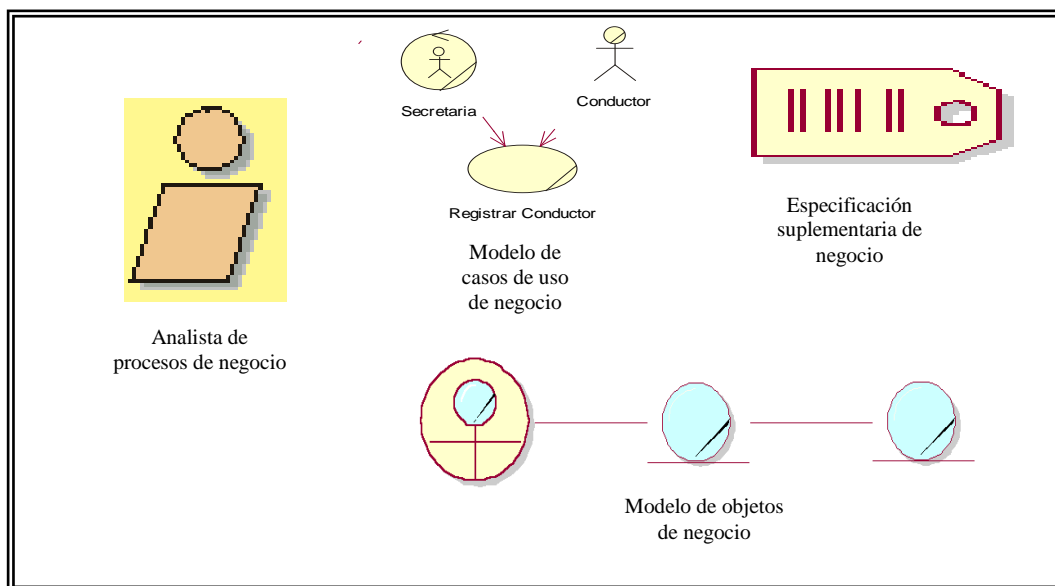 Secretaria
Conductor
Registrar Conductor
Modelo de
casos de uso
de negocio
Especificación
suplementaria de
negocio
Analista de
procesos de negocio
Modelo de objetos
de negocio